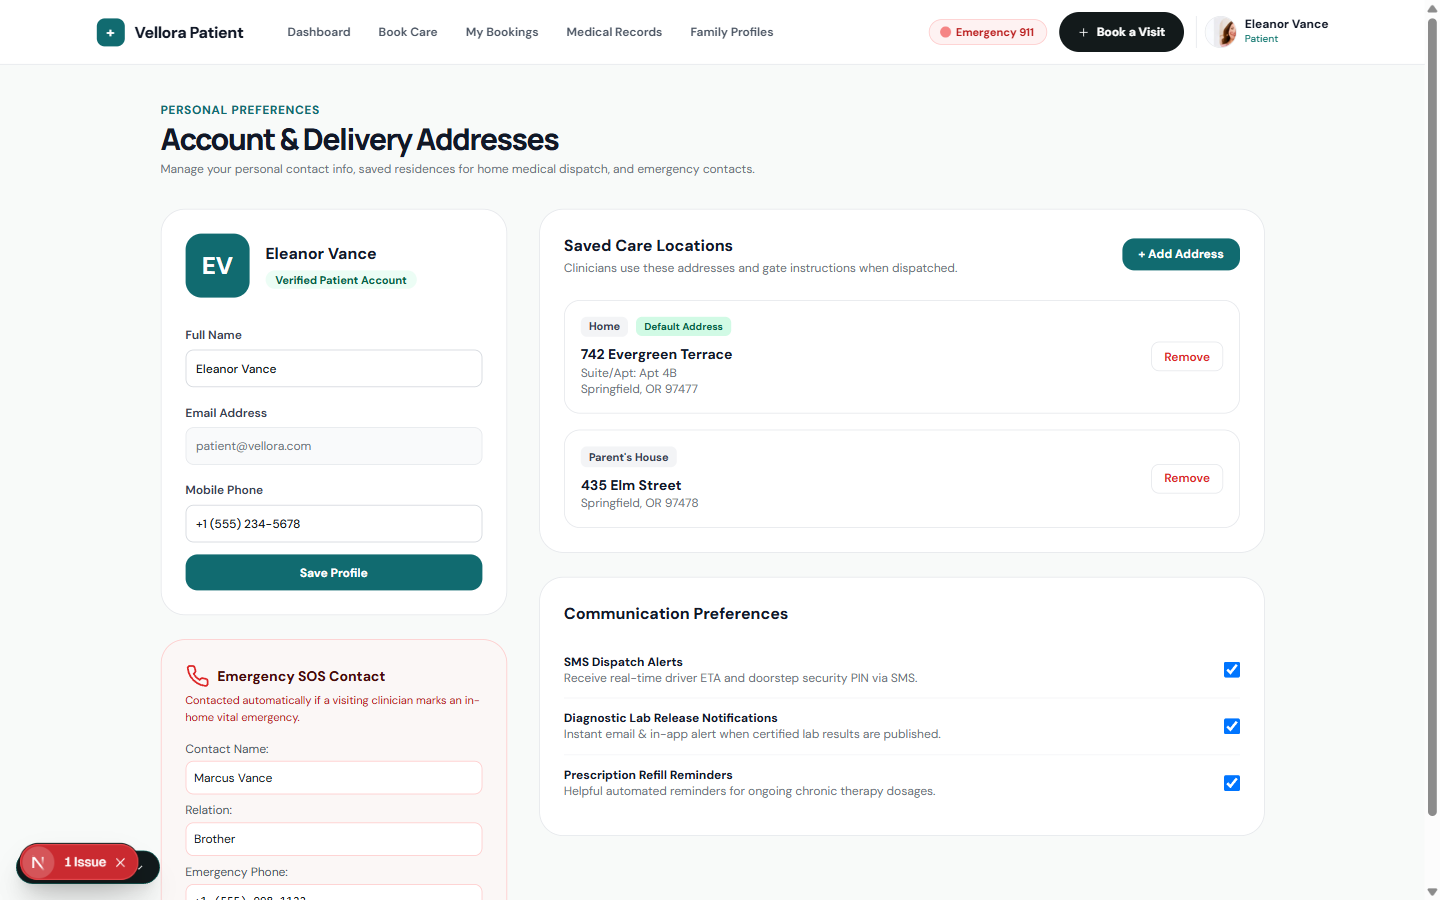 Vellora Patient
Dashboard
Book Care
My Bookings
Medical Records
Family Profiles
Emergency 911
+ Book a Visit
Eleanor Vance
Patient
PERSONAL PREFERENCES
Account & Delivery Addresses
Manage your personal contact info, saved residences for home medical dispatch, and emergency contacts.
EV
Eleanor Vance
Verified Patient Account
Full Name
Eleanor Vance
Email Address
patient@vellora.com
Mobile Phone
+1 (555) 234-5678
Save Profile
Emergency SOS Contact
Contacted automatically if a visiting clinician marks an in-
home vital emergency.
Contact Name:
Marcus Vance
Relation:
Brother
Emergency Phone:
Saved Care Locations
Clinicians use these addresses and gate instructions when dispatched.
+ Add Address
Home
Default Address
742 Evergreen Terrace
Suite/Apt: Apt 4B
Springfield, OR 97477
Remove
Parent's House
435 Elm Street
Springfield, OR 97478
Remove
Communication Preferences
SMS Dispatch Alerts
Receive real-time driver ETA and doorstep security PIN via SMS.
Diagnostic Lab Release Notifications
Instant email & in-app alert when certified lab results are published.
Prescription Refill Reminders
Helpful automated reminders for ongoing chronic therapy dosages.
N
1 Issue